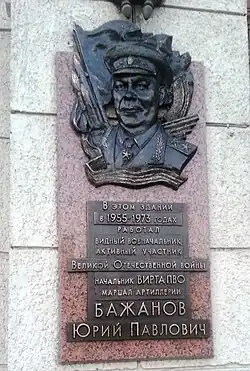 В ЭТОМ ЗДАНИИ
В 1955-1973 ГОДАХ
РАБОТАЛ
ВИДНЫЙ ВОЕНАЧАЛЬНИК,
АКТИВНЫЙ УЧАСТНИК
ВЕЛИКОЙ ОТЕЧЕСТВЕННОЙ ВОЙНЫ
НАЧАЛЬНИК ВИРТА ПВО
МАРШАЛ АРТИЛЛЕРИИ
БАЖАНОВ
ЮРИЙ ПАВЛОВИЧ